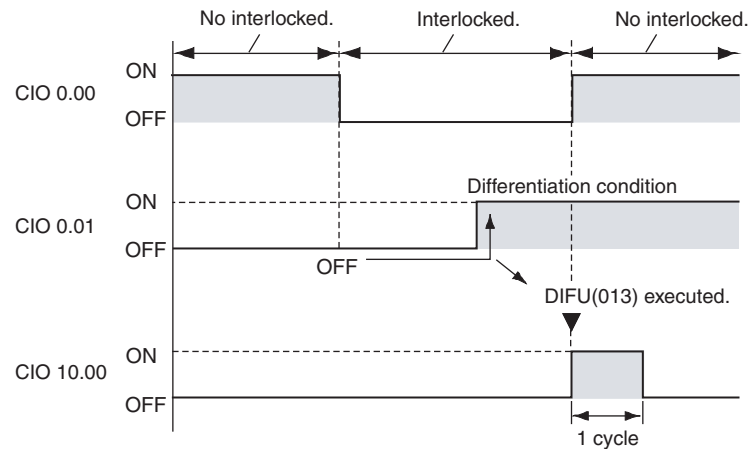 No interlocked. Interlocked. No interlocked.
ON
CIO 0.00
OFF
Differentiation condition
ON
CIO 0.01
OFF
OFF
DIFU(013) executed.
ON
CIO 10.00
OFF
1 cycle